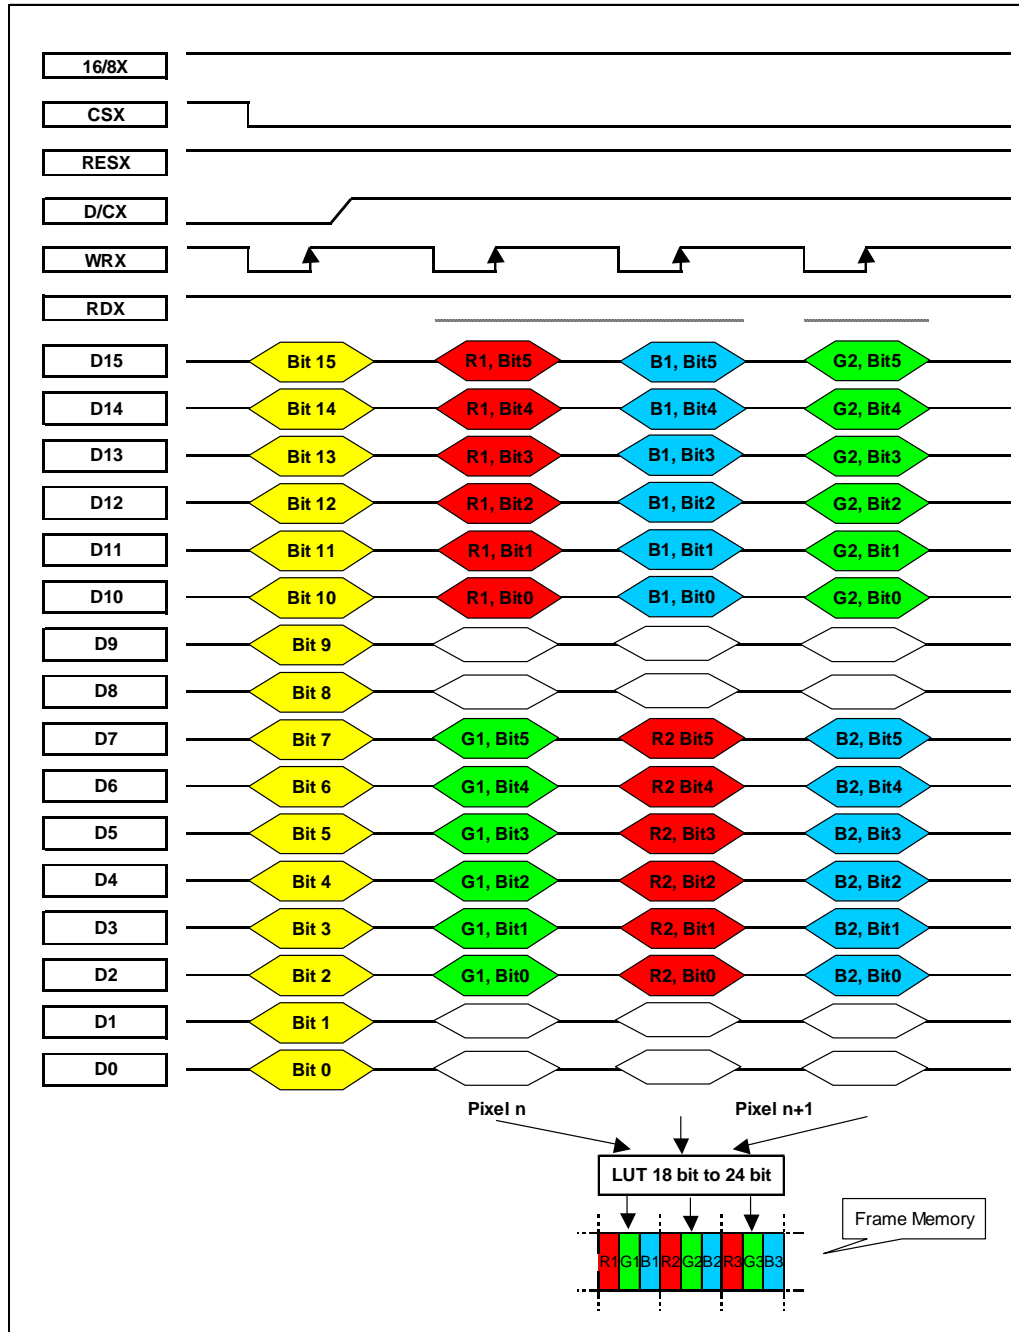 16/8X
CSX
RESX
D/CX
WRX
RDX
D15 Bit 15 R1, Bit5 B1, Bit5 G2, Bit5
D14 Bit 14 R1, Bit4 B1, Bit4 G2, Bit4
D13 Bit 13 R1, Bit3 B1, Bit3 G2, Bit3
D12 Bit 12 R1, Bit2 B1, Bit2 G2, Bit2
D11 Bit 11 R1, Bit1 B1, Bit1 G2, Bit1
D10 Bit 10 R1, Bit0 B1, Bit0 G2, Bit0
D9 Bit 9
D8 Bit 8
D7 Bit 7 G1, Bit5 R2 Bit5 B2, Bit5
D6 Bit 6 G1, Bit4 R2 Bit4 B2, Bit4
D5 Bit 5 G1, Bit3 R2, Bit3 B2, Bit3
D4 Bit 4 G1, Bit2 R2, Bit2 B2, Bit2
D3 Bit 3 G1, Bit1 R2, Bit1 B2, Bit1
D2 Bit 2 G1, Bit0 R2, Bit0 B2, Bit0
D1 Bit 1
D0 Bit 0
Pixel n Pixel n+1
LUT 18 bit to 24 bit
Frame Memory
R1 G1 B1 R2 G2 B2 R3 G3 B3